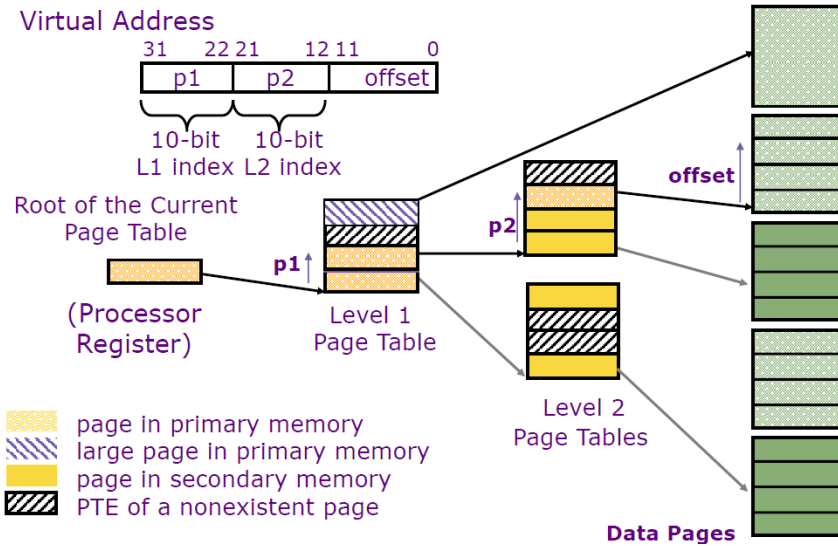 Virtual Address
31 22 21 12 11 0
p1 p2 offset
10-bit 10-bit
L1 index L2 index
Root of the Current
Page Table
(Processor
Register)
p1
Level 1
Page Table
p2
Level 2
Page Tables
offset
page in primary memory
large page in primary memory
page in secondary memory
PTE of a nonexistent page
Data Pages